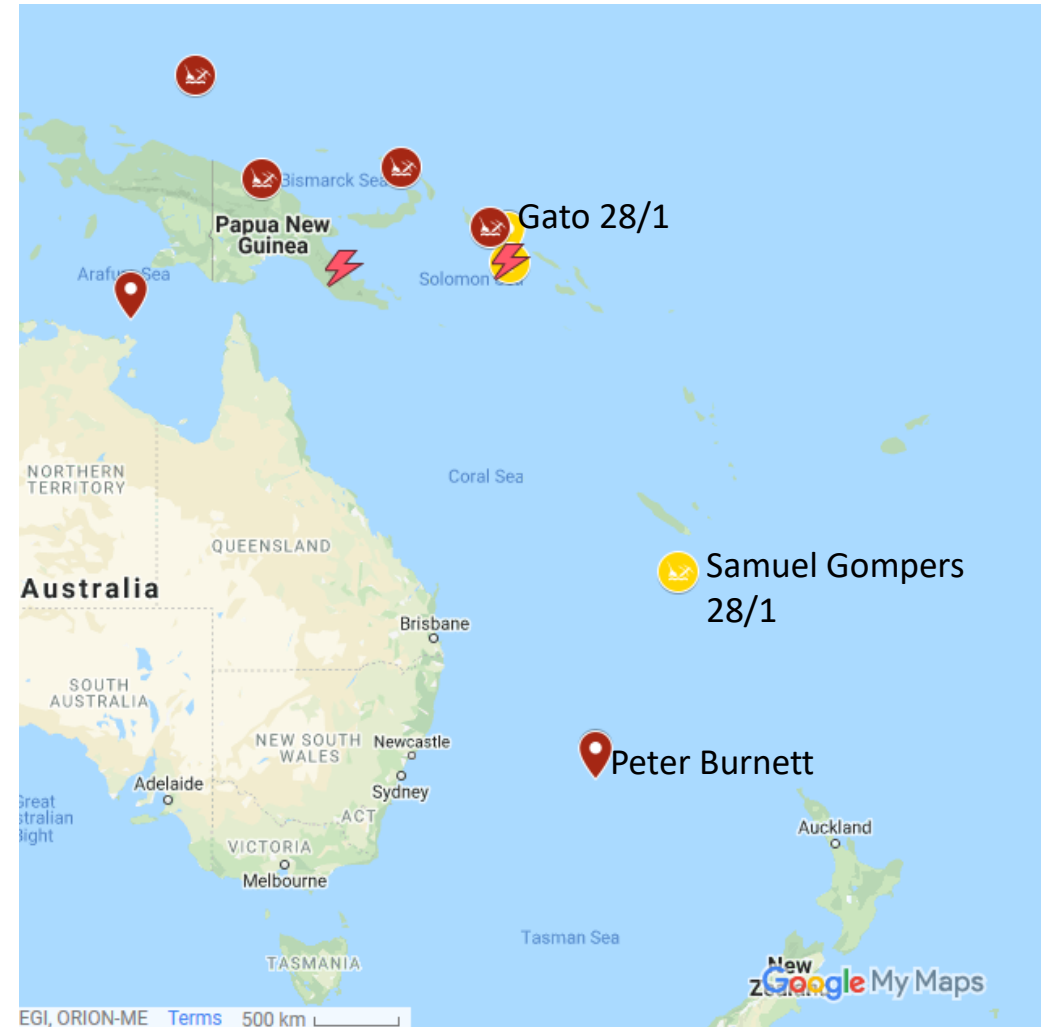 Bismarck Sea
Gato 28/1
Papua New
Guinea
Arafura Sea
Solomon Sea
NORTHERN
TERRITORY
Coral Sea
QUEENSLAND
Samuel Gompers
28/1
Australia
Brisbane
SOUTH
AUSTRALIA
NEW SOUTH
WALES
Newcastle
Peter Burnett
Adelaide
Sydney
Great
stralian
Bight
ACT
Auckland
VICTORIA
Melbourne
Tasman Sea
TASMANIA
New
Google My Maps
EGI, ORION-ME Terms 500 km